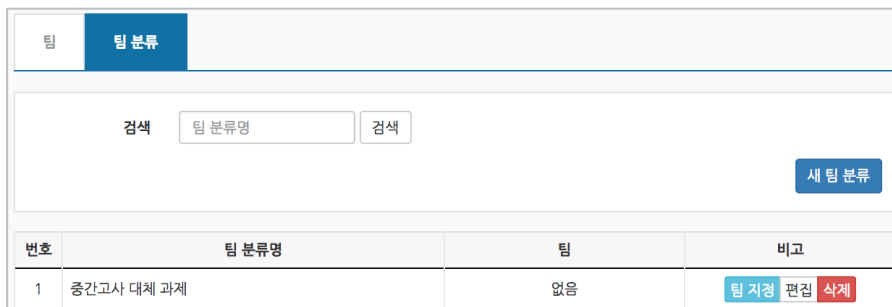 팀 팀 분류
검색 팀 분류명 검색
새 팀 분류
번호 팀 분류명 팀 비고
1 중간고사 대체 과제 없음 팀 지정 편집 삭제